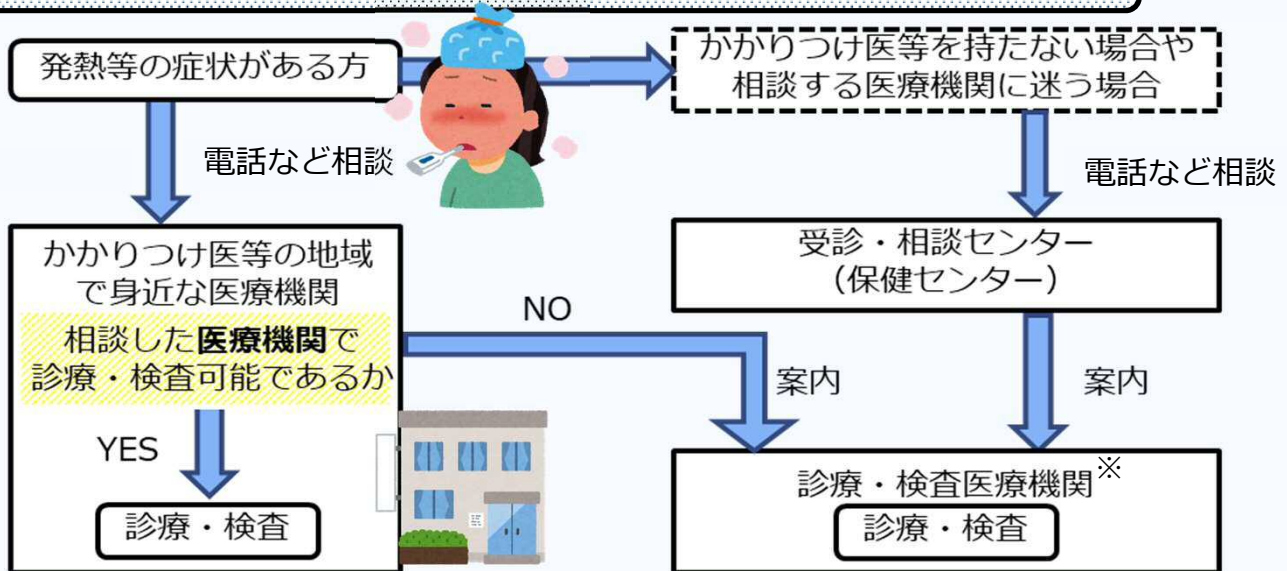 発熱等の症状がある方
かかりつけ医等を持たない場合や
相談する医療機関に迷う場合
電話など相談
電話など相談
かかりつけ医等の地域
で身近な医療機関
相談した医療機関で
診療・検査可能であるか
YES
診療・検査
NO
案内
受診・相談センター
（保健センター）
案内
診療・検査医療機関※
診療・検査